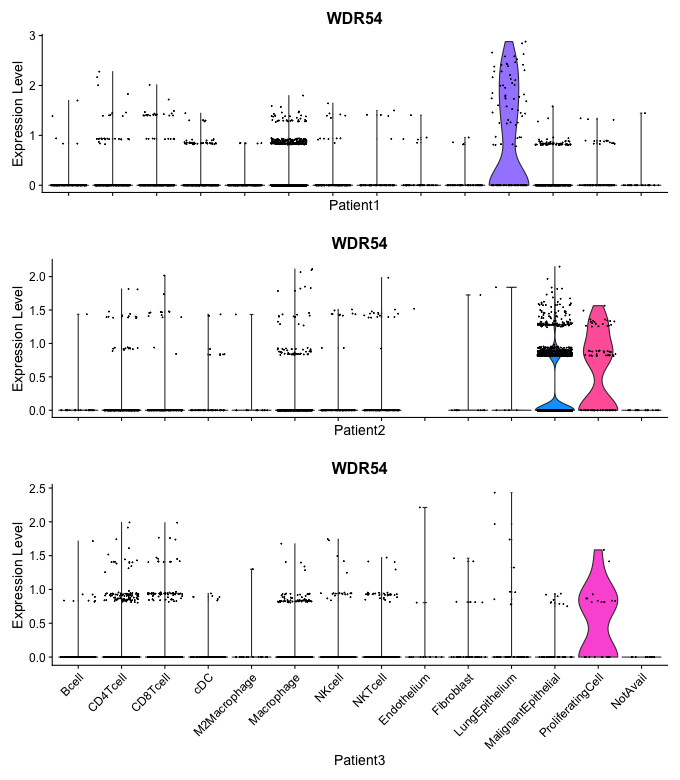 WDR54
Expression Level
3
2
1
0
Patient1
WDR54
Expression Level
2.0
1.5
1.0
0.5
0.0
Patient2
WDR54
Expression Level
2.5
2.0
1.5
1.0
0.5
0.0
Bcell
CD4Tcell
CD8Tcell
cDC
M2Macrophage
Macrophage
NKcell
NKTcell
Endothelium
Fibroblast
LungEpithelium
MalignantEpithelial
ProliferatingCell
NotAvail
Patient3